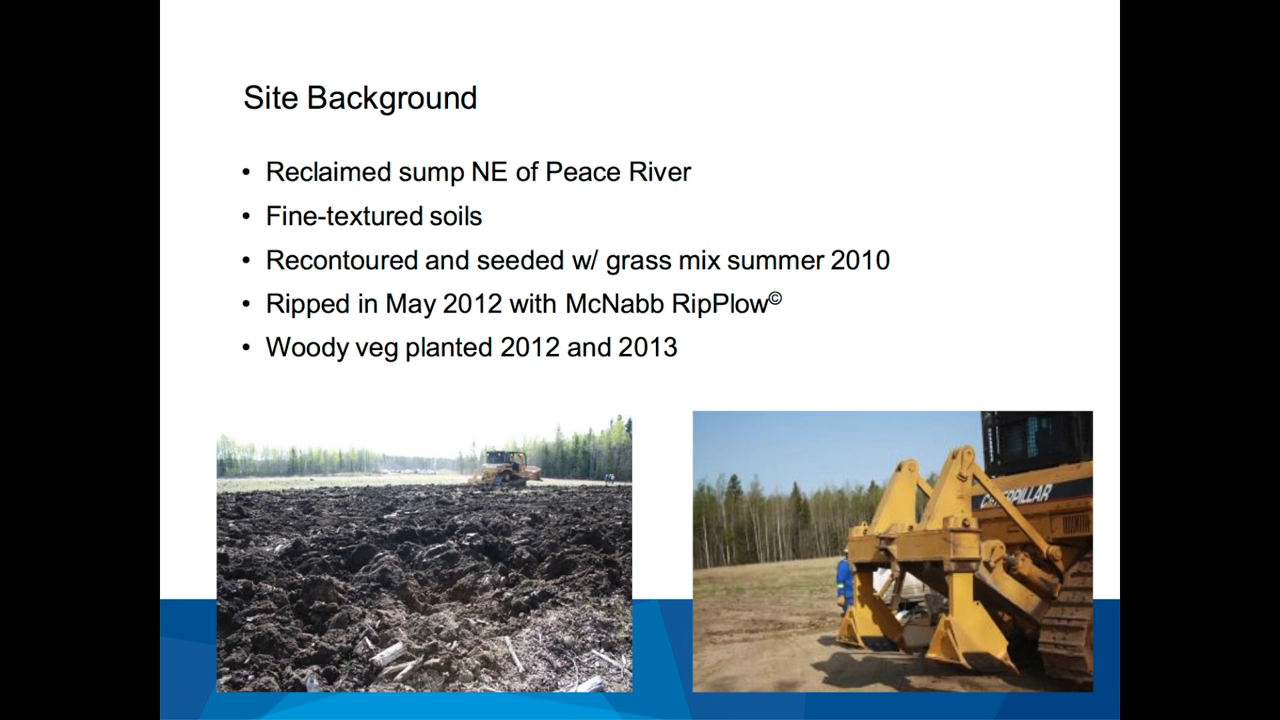 Site Background
• Reclaimed sump NE of Peace River
• Fine-textured soils
• Recontoured and seeded w/ grass mix summer 2010
• Ripped in May 2012 with McNabb RipPlow©
• Woody veg planted 2012 and 2013
CATERPILLAR